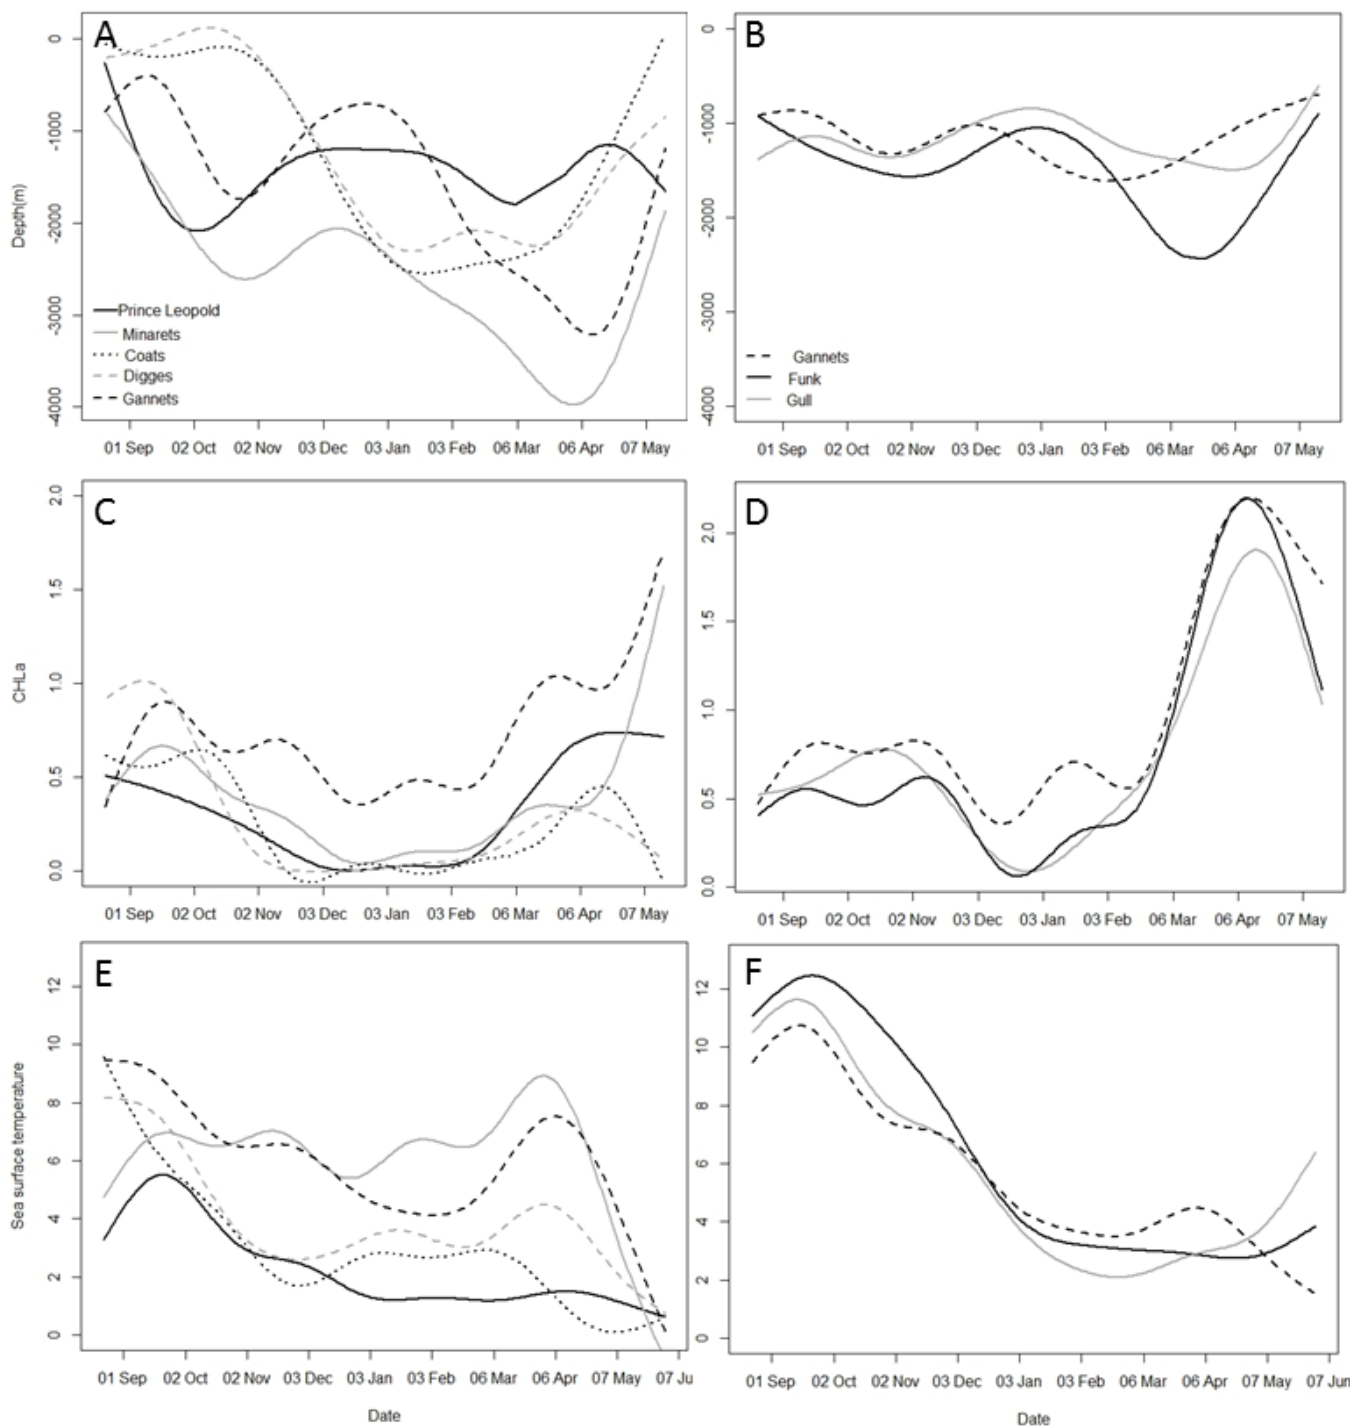 A
B
0
-1000
-2000
-3000
-4000
Depth(m)
Prince Leopold
Minarets
Coats
Digges
Gannets
01 Sep 02 Oct 02 Nov 03 Dec 03 Jan 03 Feb 06 Mar 06 Apr 07 May
0
-1000
-2000
-3000
-4000
Gannets
Funk
Gull
01 Sep 02 Oct 02 Nov 03 Dec 03 Jan 03 Feb 06 Mar 06 Apr 07 May
C
2.0
1.5
1.0
0.5
0.0
CHLa
01 Sep 02 Oct 02 Nov 03 Dec 03 Jan 03 Feb 06 Mar 06 Apr 07 May
D
2.0
1.5
1.0
0.5
0.0
01 Sep 02 Oct 02 Nov 03 Dec 03 Jan 03 Feb 06 Mar 06 Apr 07 May
E
12
10
8
6
4
2
0
Sea surface temperature
01 Sep 02 Oct 02 Nov 03 Dec 03 Jan 03 Feb 06 Mar 06 Apr 07 May 07 Ju
Date
F
12
10
8
6
4
2
0
01 Sep 02 Oct 02 Nov 03 Dec 03 Jan 03 Feb 06 Mar 06 Apr 07 May 07 Jun
Date